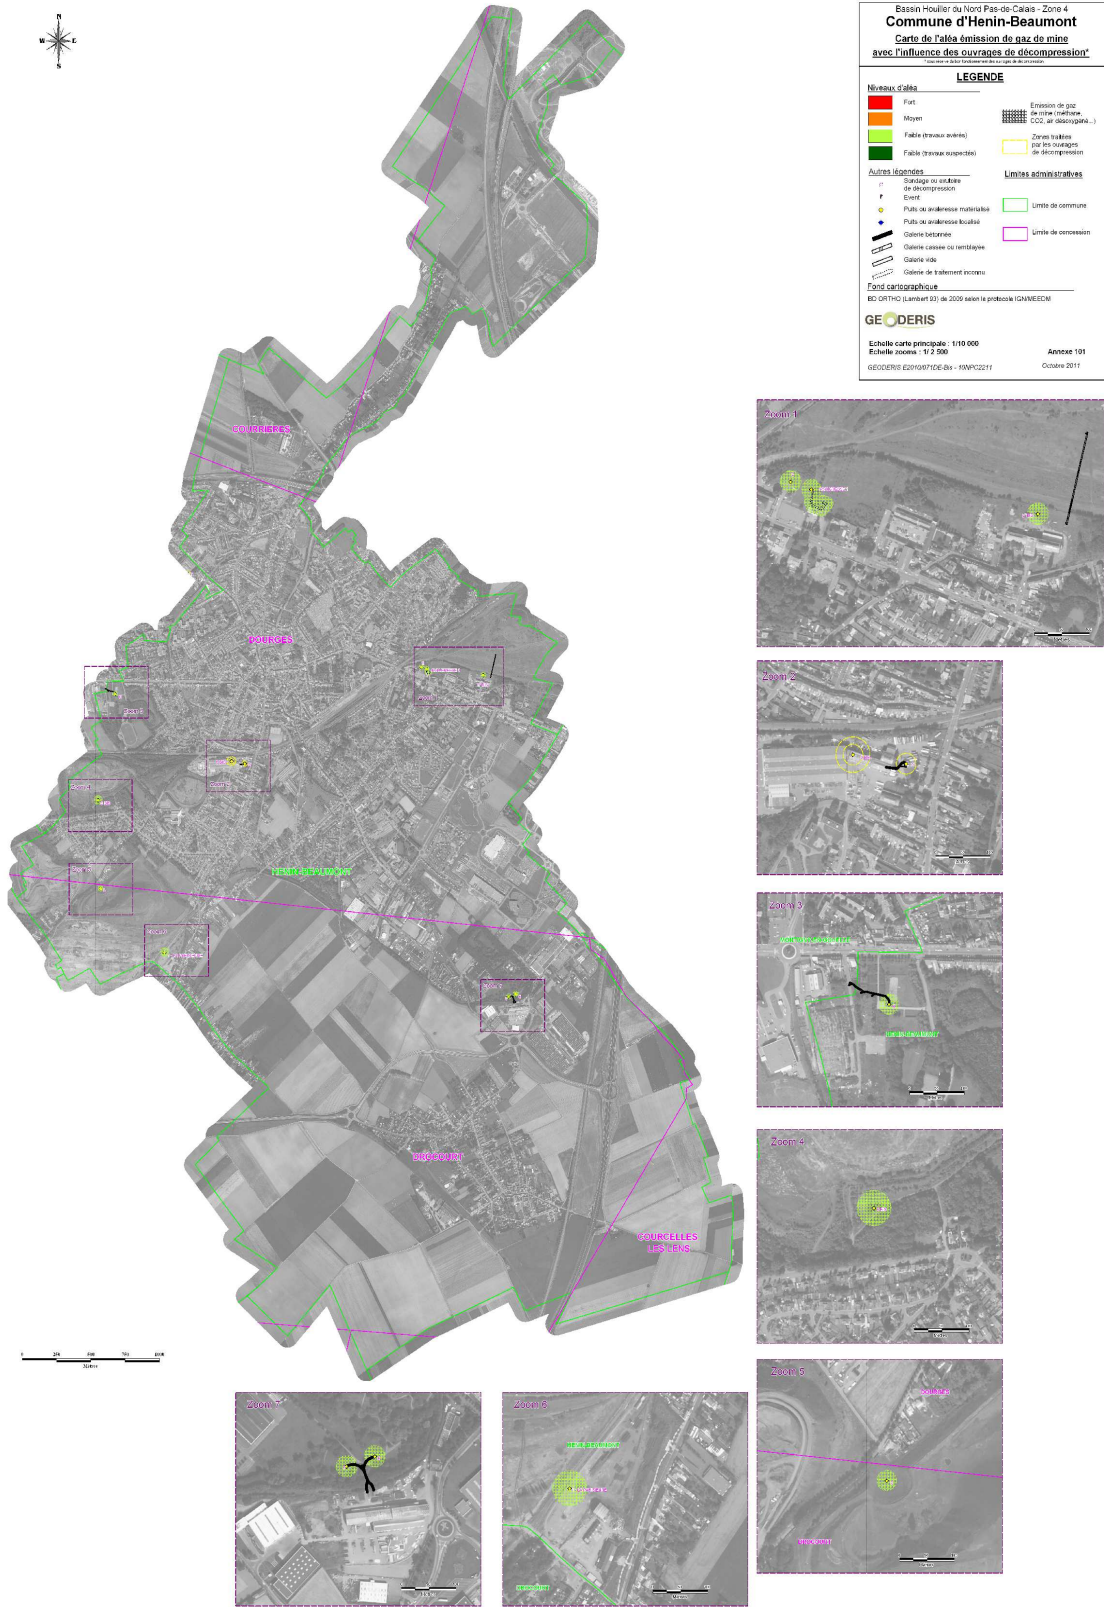 Bassin Houiller du Nord Pas-de-Calais - Zone 4
Commune d'Henin-Beaumont
Carte de l'aléa émission de gaz de mine
avec l'influence des ouvrages de décompression*
LEGENDE
Niveaux d'aléa
Fort
Moyen
Faible (travaux avérés)
Faible (travaux suspectés)
Emission de gaz
de mine (méthane,
CO2, air désoxygéné...)
Zones traitées
par les ouvrages
de décompression
Autres légendes
Sondage ou exutoire
de décompression
Event
Puits ou avaleresse matérialisé
Puits ou avaleresse localisé
Galerie bétonnée
Galerie cassée ou remblayée
Galerie vide
Galerie de traitement inconnu
Limites administratives
Limite de commune
Limite de concession
Fond cartographique
BD ORTHO (Lambert 93) de 2009 selon le protocole IGN/MEEDM
GEODERIS
Echelle carte principale : 1/10 000
Echelle zooms : 1/ 2 500
Annexe 101
GEODERIS E2010/071DE-Bis - 10NPC2211
Octobre 2011
N
W E
S
COURRIERES
DOURGES
HENIN-BEAUMONT
DROCOURT
COURCELLES
LES LENS
0 250 500 750 1000
Mètres
Zoom 1
Zoom 2
Zoom 3
HENIN-BEAUMONT
Zoom 4
Zoom 5
DOURGES
DROCOURT
Zoom 6
HENIN-BEAUMONT
Zoom 7